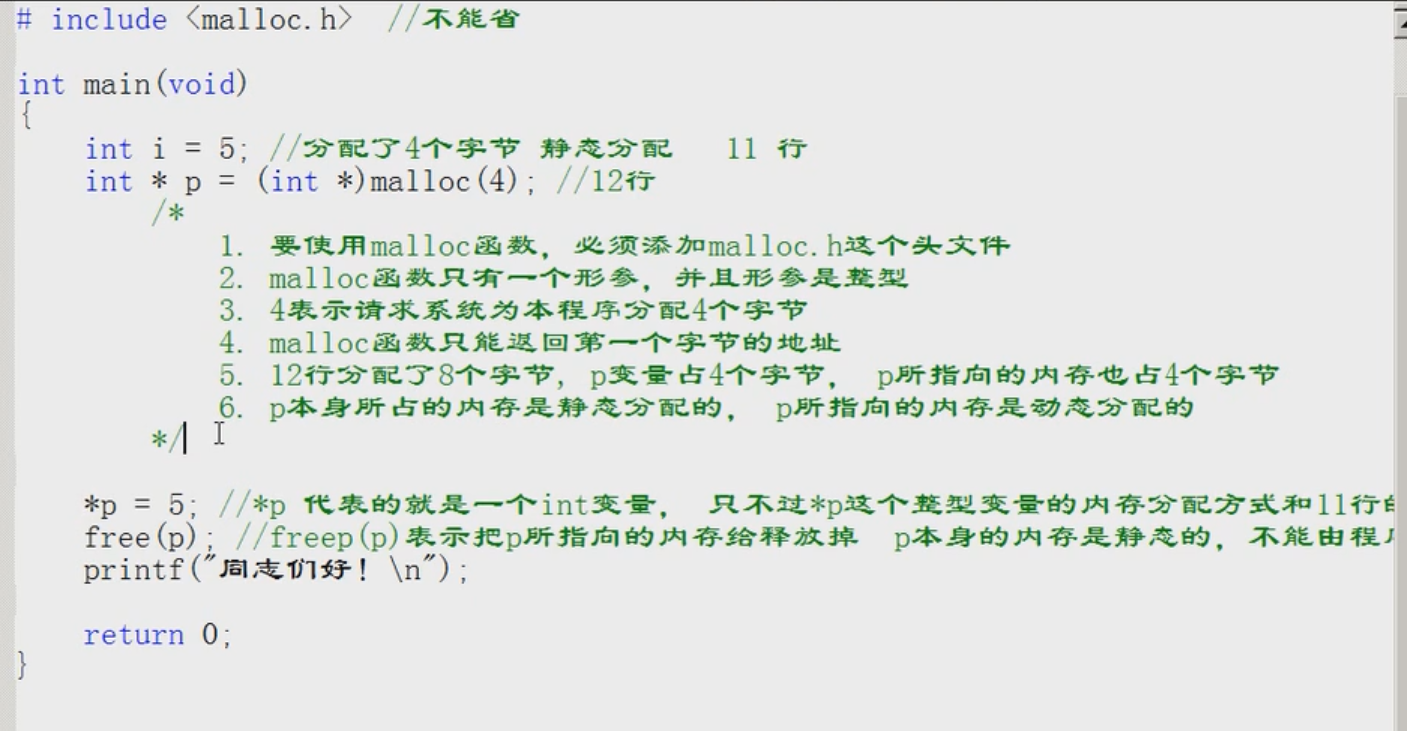 # include <malloc.h>  //不能省
int main(void)
{
int i = 5; //分配了4个字节 静态分配   11 行
int * p = (int *)malloc(4); //12行
/*
1. 要使用malloc函数，必须添加malloc.h这个头文件
2. malloc函数只有一个形参，并且形参是整型
3. 4表示请求系统为本程序分配4个字节
4. malloc函数只能返回第一个字节的地址
5. 12行分配了8个字节, p变量占4个字节， p所指向的内存也占4个字节
6. p本身所占的内存是静态分配的， p所指向的内存是动态分配的
*/
*p = 5; //*p 代表的就是一个int变量， 只不过*p这个整型变量的内存分配方式和11行的
free(p); //freep(p)表示把p所指向的内存给释放掉  p本身的内存是静态的，不能由程
printf("同志们好！\n");
return 0;
}